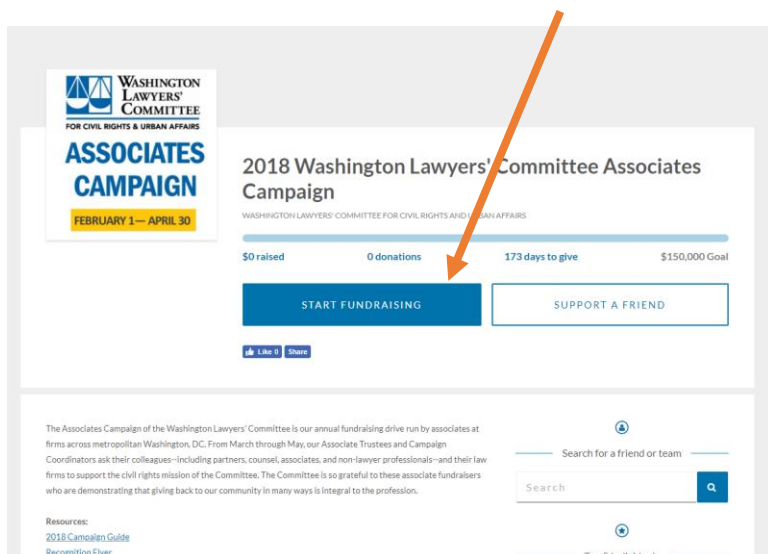 WASHINGTON
LAWYERS'
COMMITTEE
FOR CIVIL RIGHTS & URBAN AFFAIRS
ASSOCIATES
CAMPAIGN
FEBRUARY 1— APRIL 30
2018 Washington Lawyers' Committee Associates
Campaign
WASHINGTON LAWYERS' COMMITTEE FOR CIVIL RIGHTS AND URBAN AFFAIRS
$0 raised 0 donations 173 days to give $150,000 Goal
START FUNDRAISING SUPPORT A FRIEND
Like 0 Share
The Associates Campaign of the Washington Lawyers' Committee is our annual fundraising drive run by associates at
firms across metropolitan Washington, DC. From March through May, our Associate Trustees and Campaign
Coordinators ask their colleagues--including partners, counsel, associates, and non-lawyer professionals--and their law
firms to support the civil rights mission of the Committee. The Committee is so grateful to these associate fundraisers
who are demonstrating that giving back to our community in many ways is integral to the profession.
Resources:
2018 Campaign Guide
Recognition Flyer
Search for a friend or team
Search